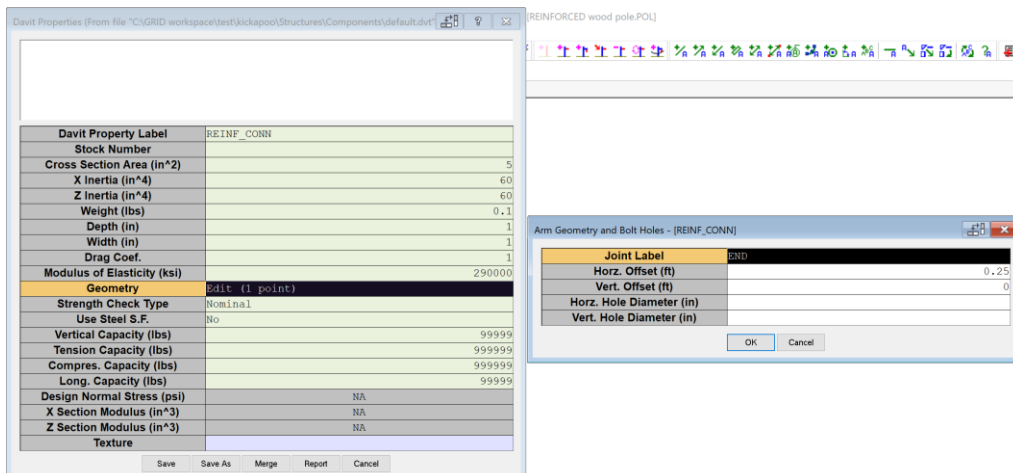 Davit Properties (From file "C:\GRID workspace\test\kickapoo\Structures\Components\default.dvt"
[REINFORCED wood pole.POL]
Davit Property Label REINF_CONN
Stock Number
Cross Section Area (in^2) 5
X Inertia (in^4) 60
Z Inertia (in^4) 60
Weight (lbs) 0.1
Depth (in) 1
Width (in) 1
Drag Coef. 1
Modulus of Elasticity (ksi) 290000
Geometry Edit (1 point)
Strength Check Type Nominal
Use Steel S.F. No
Vertical Capacity (lbs) 99999
Tension Capacity (lbs) 999999
Compres. Capacity (lbs) 999999
Long. Capacity (lbs) 99999
Design Normal Stress (psi) NA
X Section Modulus (in^3) NA
Z Section Modulus (in^3) NA
Texture
Save Save As Merge Report Cancel
Arm Geometry and Bolt Holes - [REINF_CONN]
Joint Label END
Horz. Offset (ft) 0.25
Vert. Offset (ft) 0
Horz. Hole Diameter (in)
Vert. Hole Diameter (in)
OK Cancel